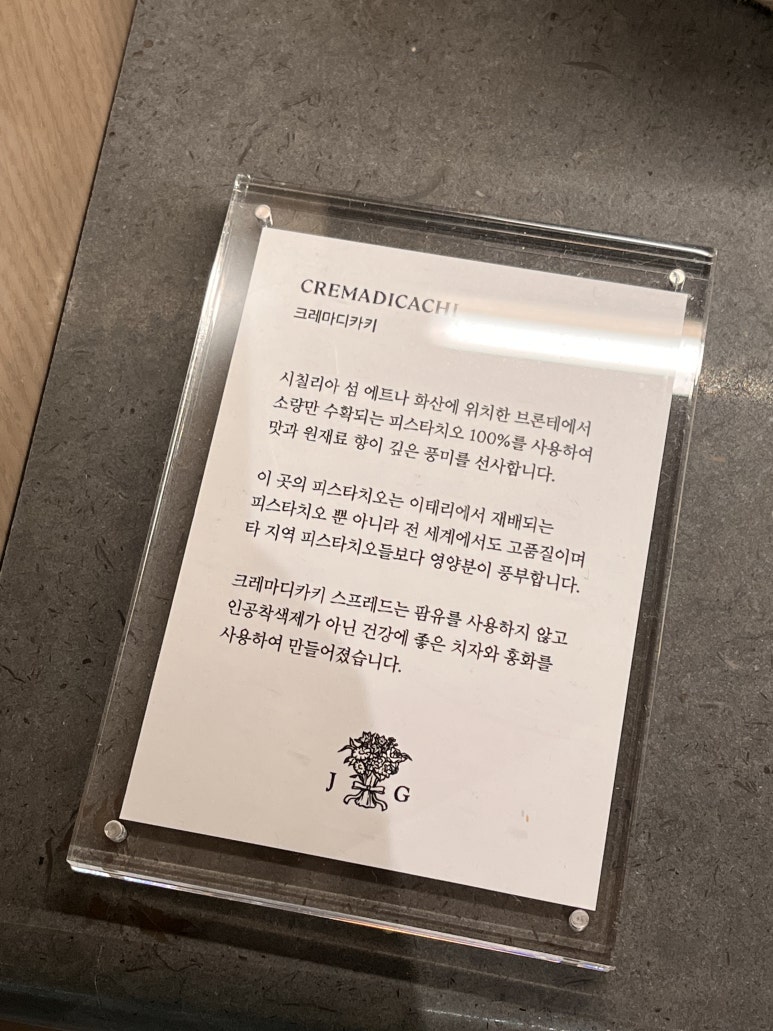 CREMADICACHI
크레마디카키
시칠리아 섬 에트나 화산에 위치한 브론테에서
소량만 수확되는 피스타치오 100%를 사용하여
맛과 원재료 향이 깊은 풍미를 선사합니다.
이 곳의 피스타치오는 이태리에서 재배되는
피스타치오 뿐 아니라 전 세계에서도 고품질이며
타 지역 피스타치오들보다 영양분이 풍부합니다.
크레마디카키 스프레드는 팜유를 사용하지 않고
인공착색제가 아닌 건강에 좋은 치자와 홍화를
사용하여 만들어졌습니다.
J G